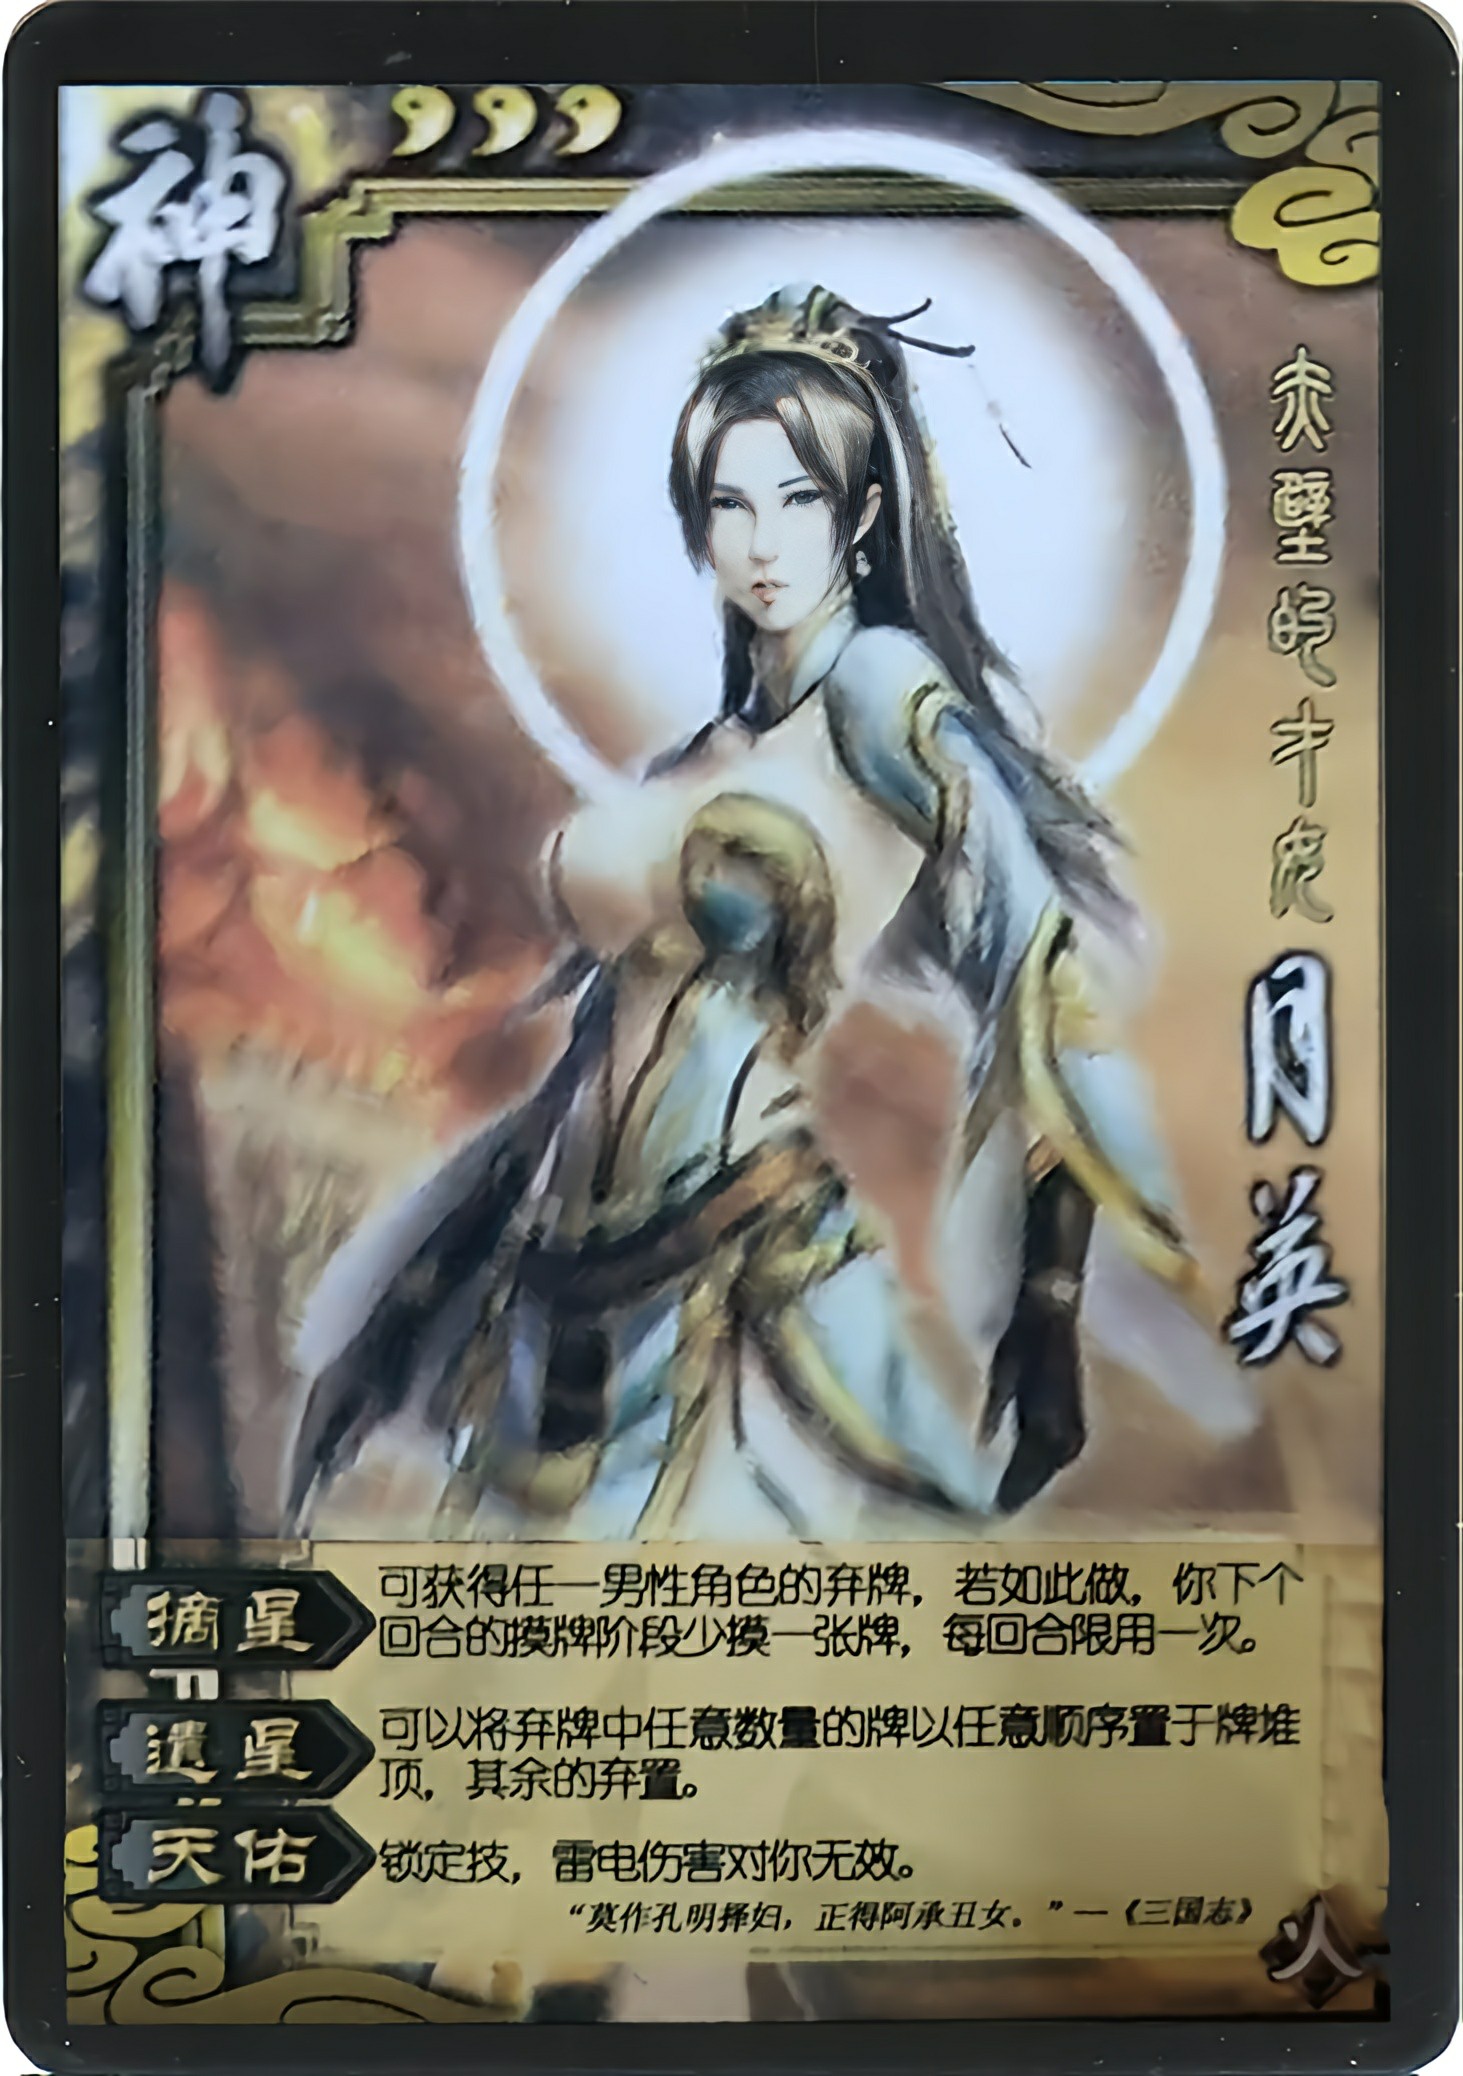 神
赤壁的才女
月英
摘星
可获得任一男性角色的弃牌，若如此做，你下个
回合的摸牌阶段少摸一张牌，每回合限用一次。
遗星
可以将弃牌中任意数量的牌以任意顺序置于牌堆
顶，其余的弃置。
天佑
锁定技，雷电伤害对你无效。
“莫作孔明择妇，正得阿承丑女。”—《三国志》
人